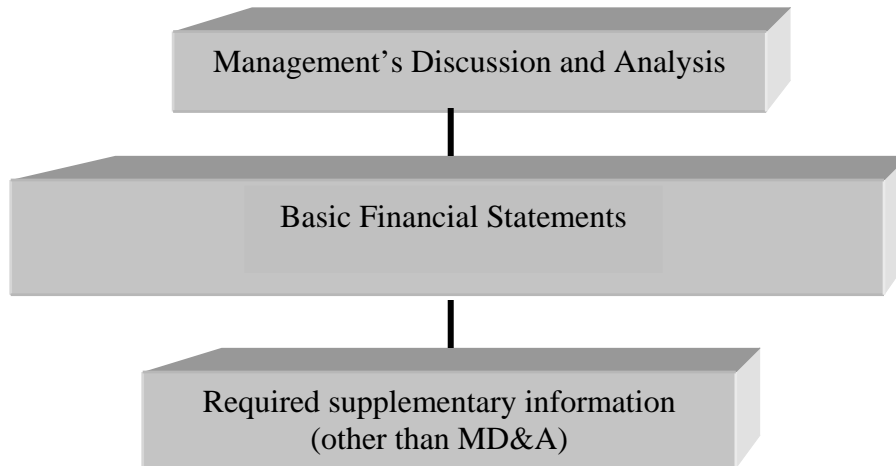 Management’s Discussion and Analysis
Basic Financial Statements
Required supplementary information
(other than MD&A)